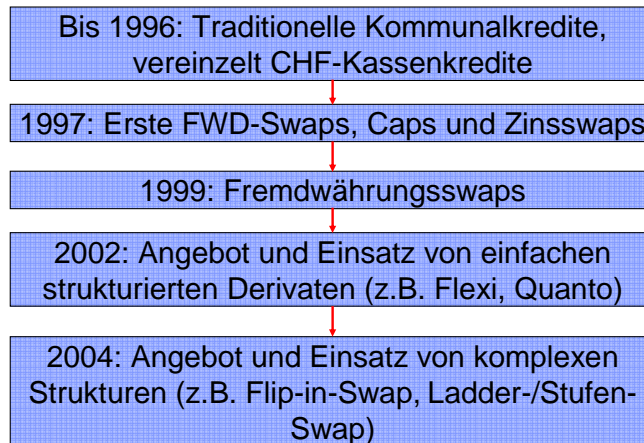 Bis 1996: Traditionelle Kommunalkredite,
vereinzelt CHF-Kassenkredite
1997: Erste FWD-Swaps, Caps und Zinsswaps
1999: Fremdwährungsswaps
2002: Angebot und Einsatz von einfachen
strukturierten Derivaten (z.B. Flexi, Quanto)
2004: Angebot und Einsatz von komplexen
Strukturen (z.B. Flip-in-Swap, Ladder-/Stufen-
Swap)